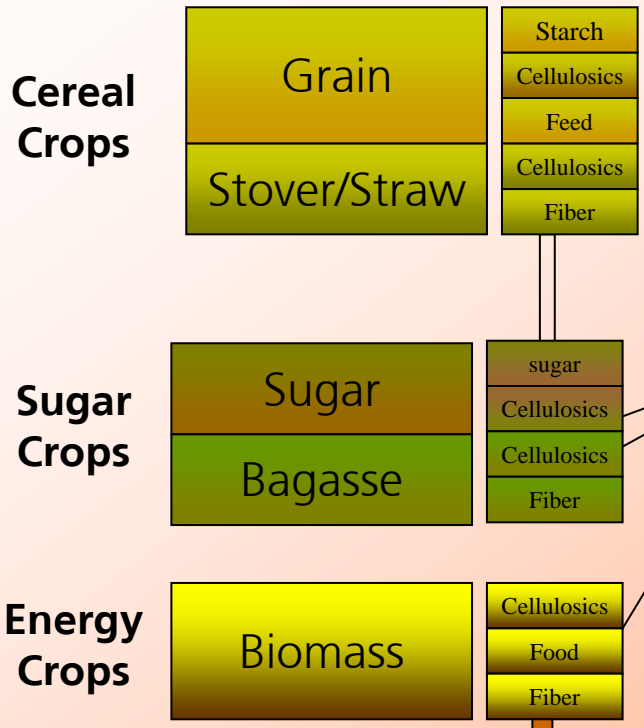 Cereal
Crops
Grain
Stover/Straw
Starch
Cellulosics
Feed
Cellulosics
Fiber
Sugar
Crops
Sugar
Bagasse
sugar
Cellulosics
Cellulosics
Fiber
Energy
Crops
Biomass
Cellulosics
Food
Fiber